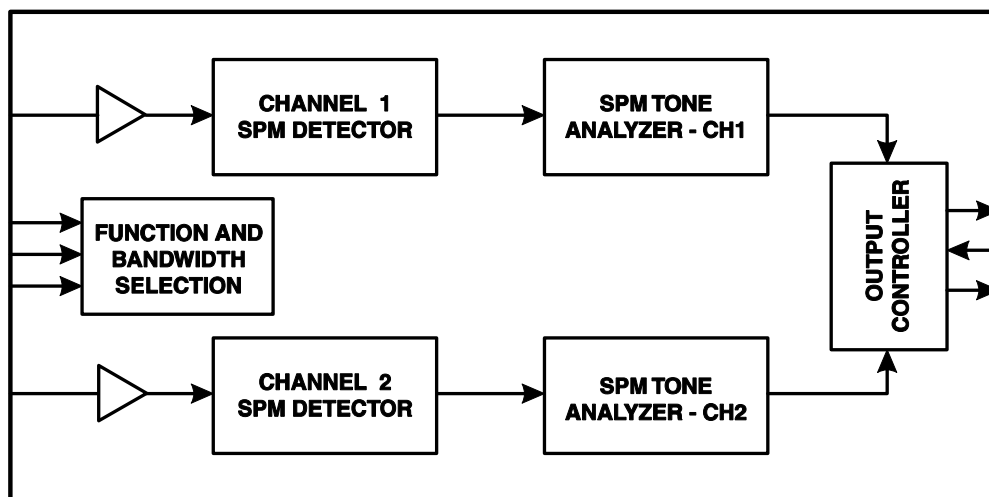 CHANNEL 1
SPM DETECTOR
SPM TONE
ANALYZER - CH1
FUNCTION AND
BANDWIDTH
SELECTION
OUTPUT
CONTROLLER
CHANNEL 2
SPM DETECTOR
SPM TONE
ANALYZER - CH2